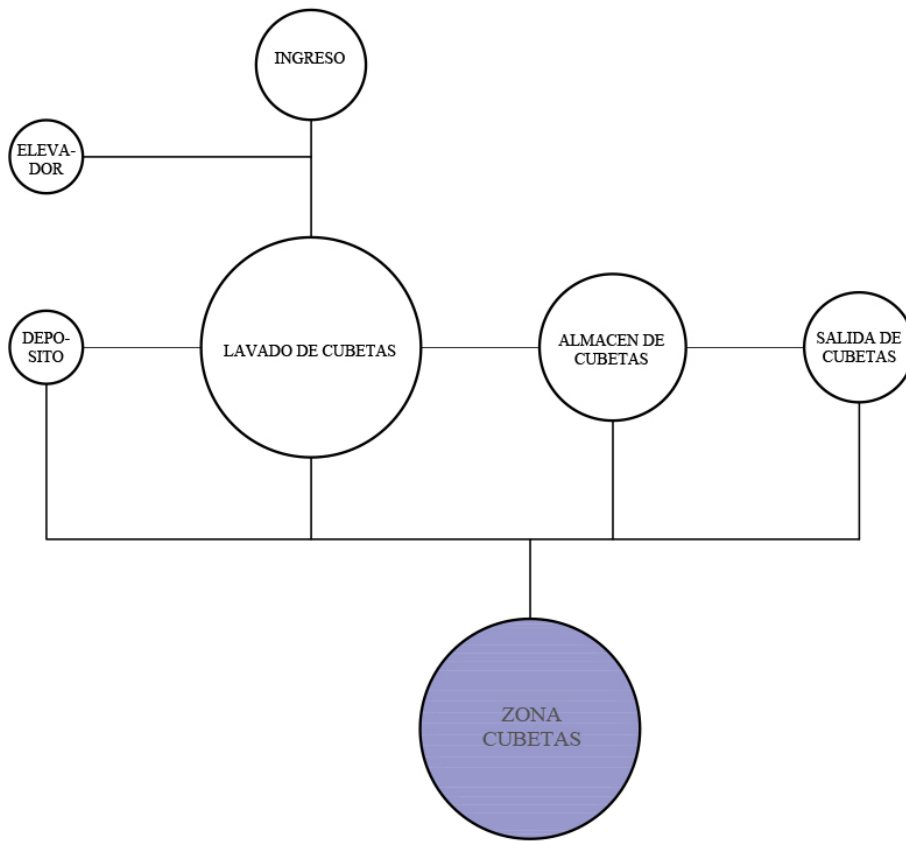 INGRESO
ELEVA-
DOR
DEPO-
SITO
LAVADO DE CUBETAS
ALMACEN DE
CUBETAS
SALIDA DE
CUBETAS
ZONA
CUBETAS